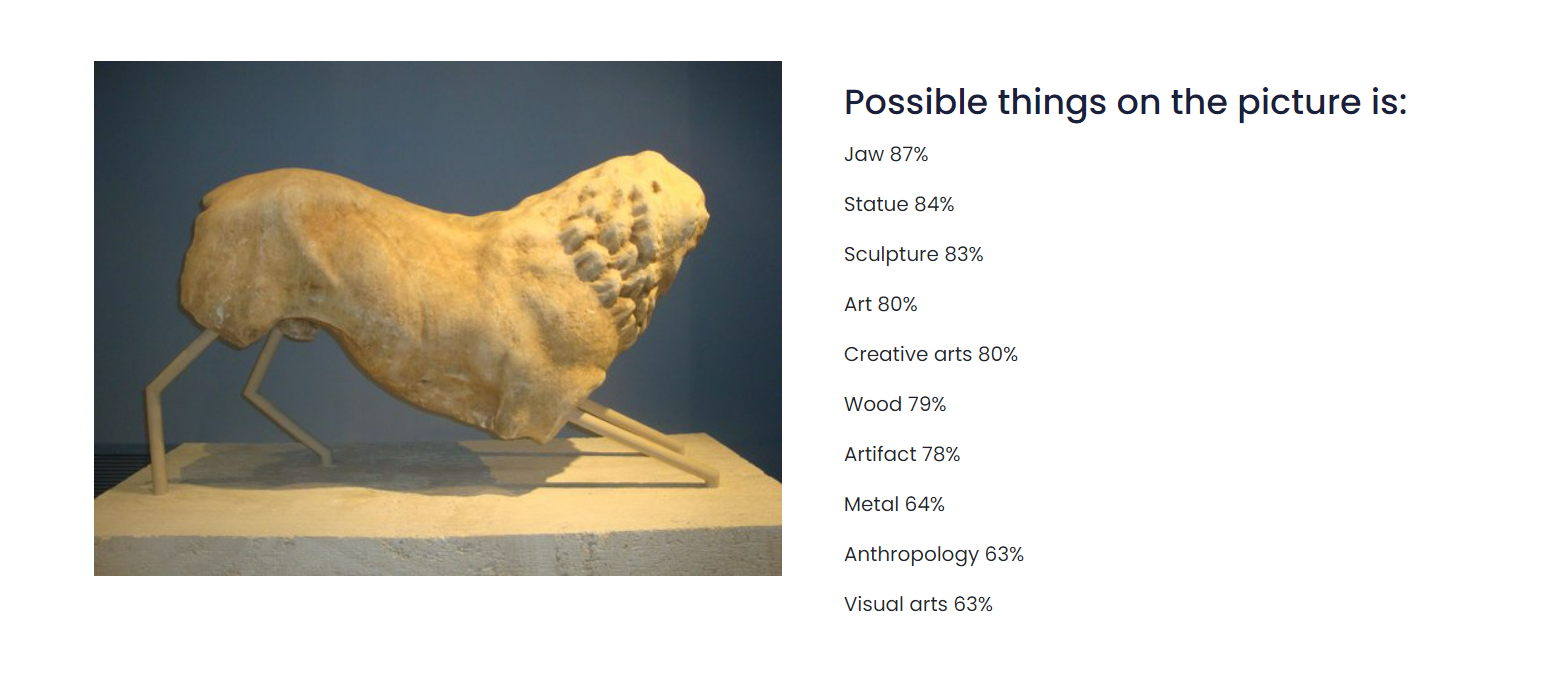 Possible things on the picture is:
Jaw 87%
Statue 84%
Sculpture 83%
Art 80%
Creative arts 80%
Wood 79%
Artifact 78%
Metal 64%
Anthropology 63%
Visual arts 63%